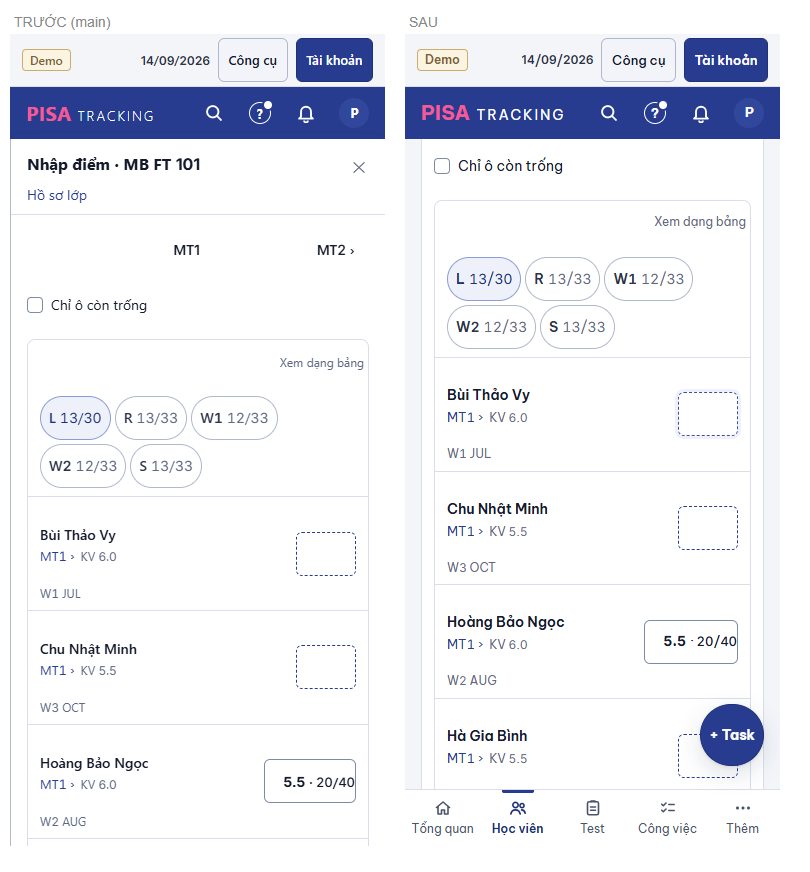 TRƯỚC (main)
Demo
14/09/2026
Công cụ
Tài khoản
PISA TRACKING
?
P
Nhập điểm · MB FT 101
Hồ sơ lớp
MT1
MT2 ›
Chỉ ô còn trống
Xem dạng bảng
L 13/30
R 13/33
W1 12/33
W2 12/33
S 13/33
Bùi Thảo Vy
MT1 › KV 6.0
W1 JUL
Chu Nhật Minh
MT1 › KV 5.5
W3 OCT
Hoàng Bảo Ngọc
MT1 › KV 6.0
5.5 · 20/40
W2 AUG
SAU
Demo
14/09/2026
Công cụ
Tài khoản
PISA TRACKING
?
P
Chỉ ô còn trống
Xem dạng bảng
L 13/30
R 13/33
W1 12/33
W2 12/33
S 13/33
Bùi Thảo Vy
MT1 › KV 6.0
W1 JUL
Chu Nhật Minh
MT1 › KV 5.5
W3 OCT
Hoàng Bảo Ngọc
MT1 › KV 6.0
5.5 · 20/40
W2 AUG
Hà Gia Bình
MT1 › KV 5.5
+ Task
Tổng quan
Học viên
Test
Công việc
Thêm